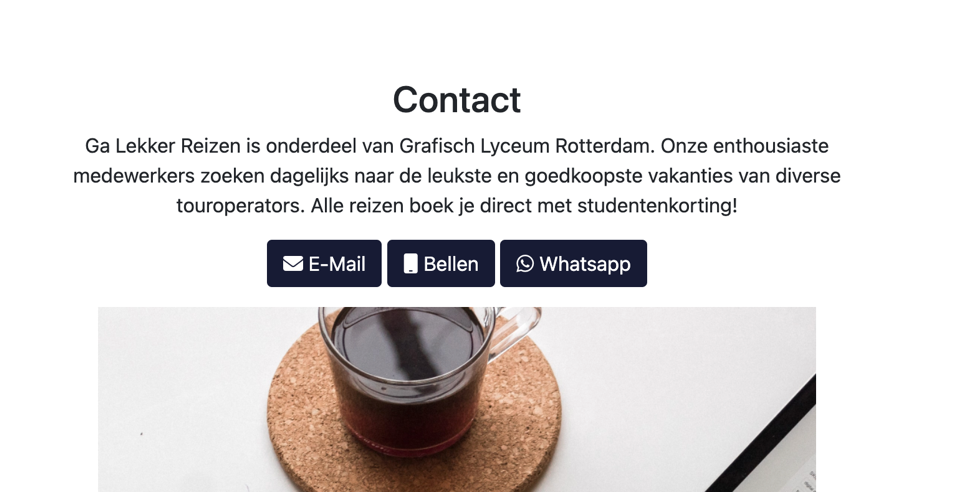 Contact
Ga Lekker Reizen is onderdeel van Grafisch Lyceum Rotterdam. Onze enthousiaste
medewerkers zoeken dagelijks naar de leukste en goedkoopste vakanties van diverse
touroperators. Alle reizen boek je direct met studentenkorting!
E-Mail Bellen Whatsapp